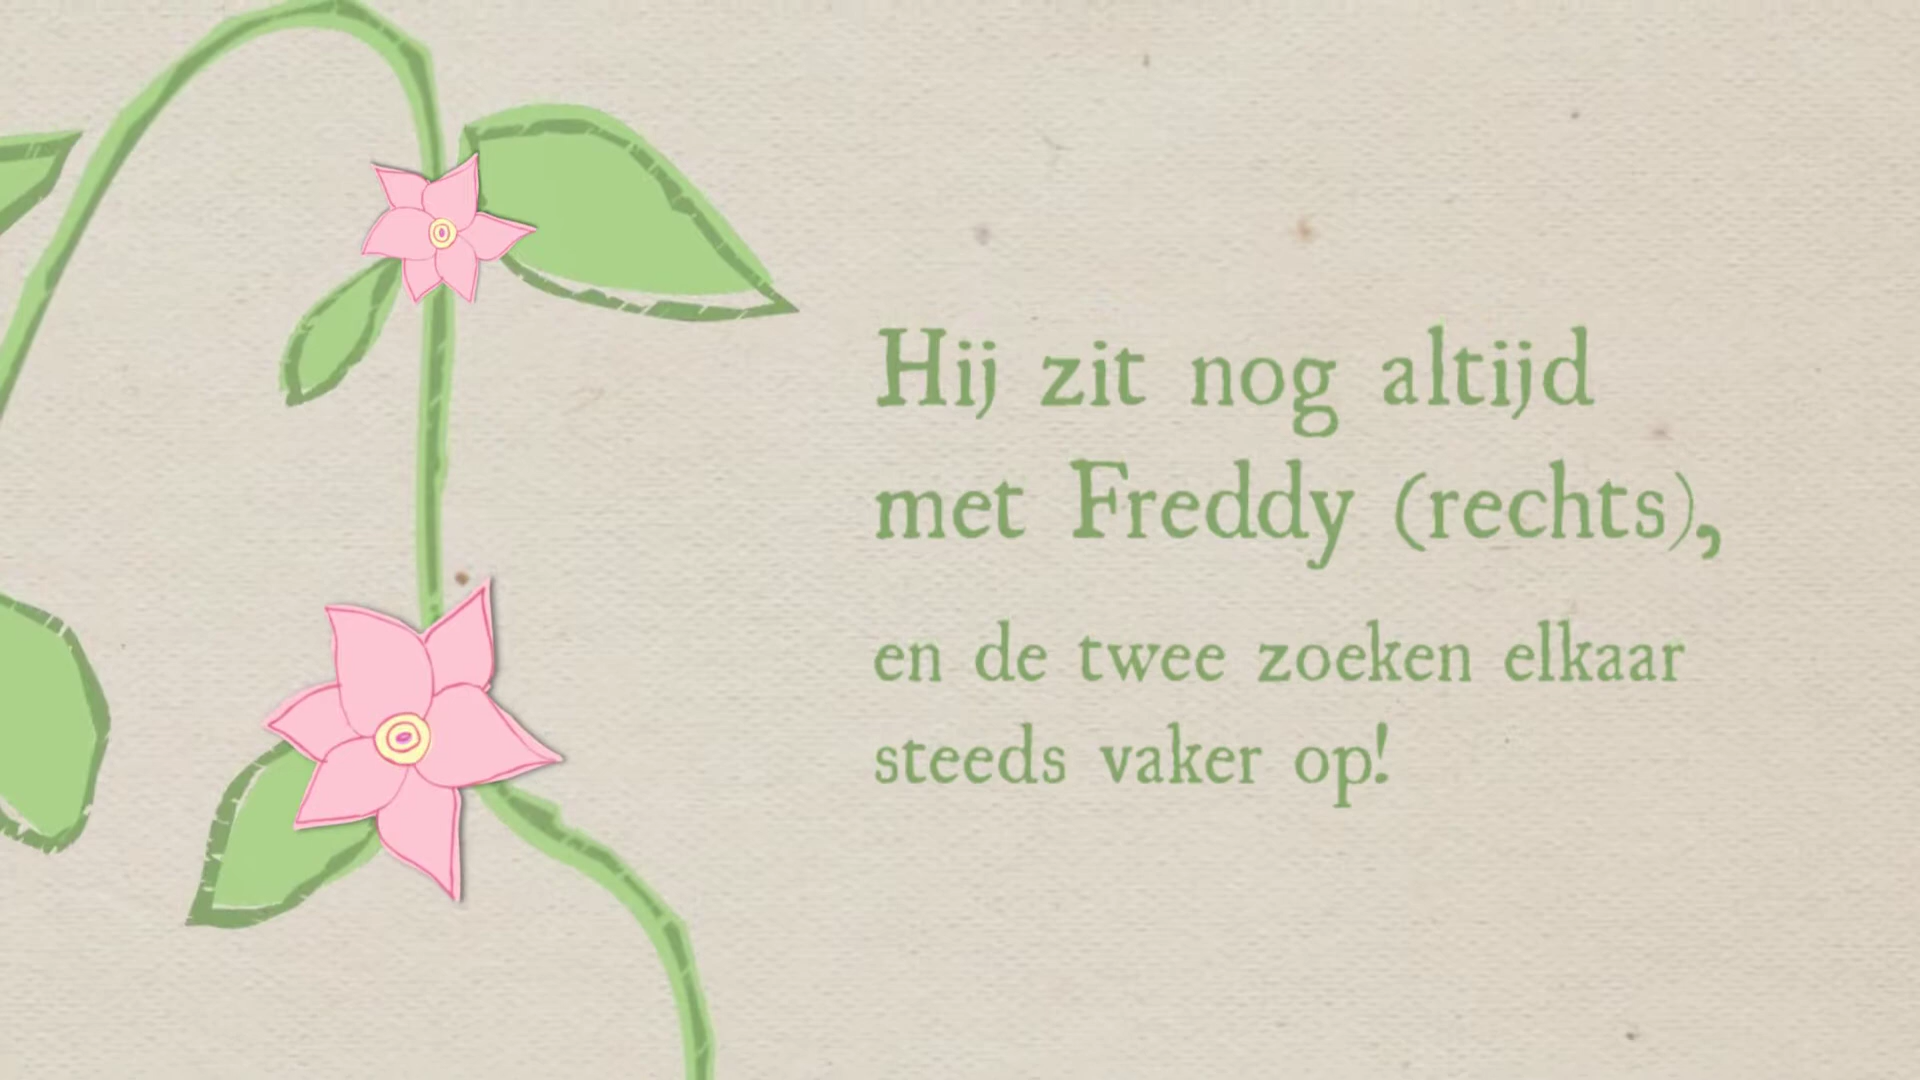 Hij zit nog altijd
met Freddy (rechts),
en de twee zoeken elkaar
steeds vaker op!